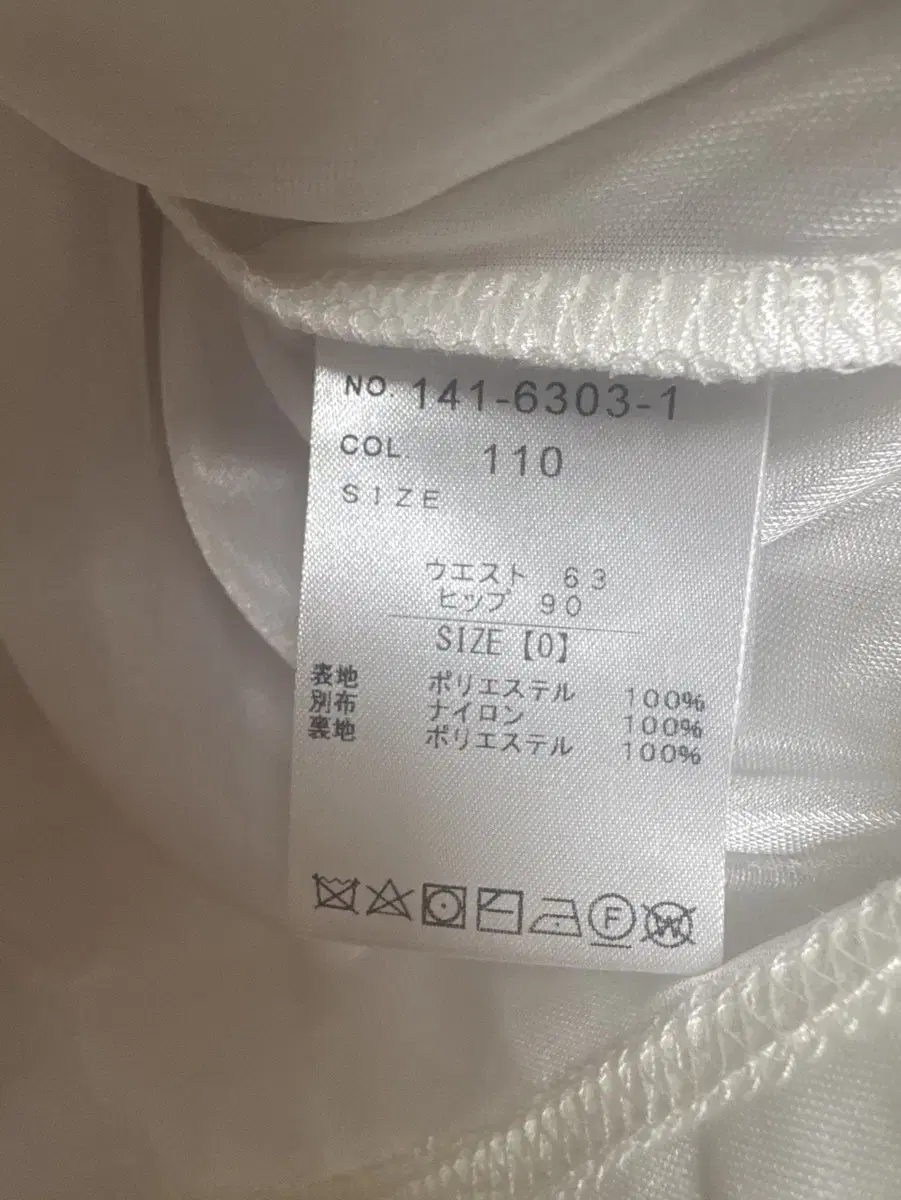 NO. 141-6303-1
COL. 110
SIZE
ウエスト 63
ヒップ 90
SIZE【0】
表地 ポリエステル 100%
別布 ナイロン 100%
裏地 ポリエステル 100%
F W